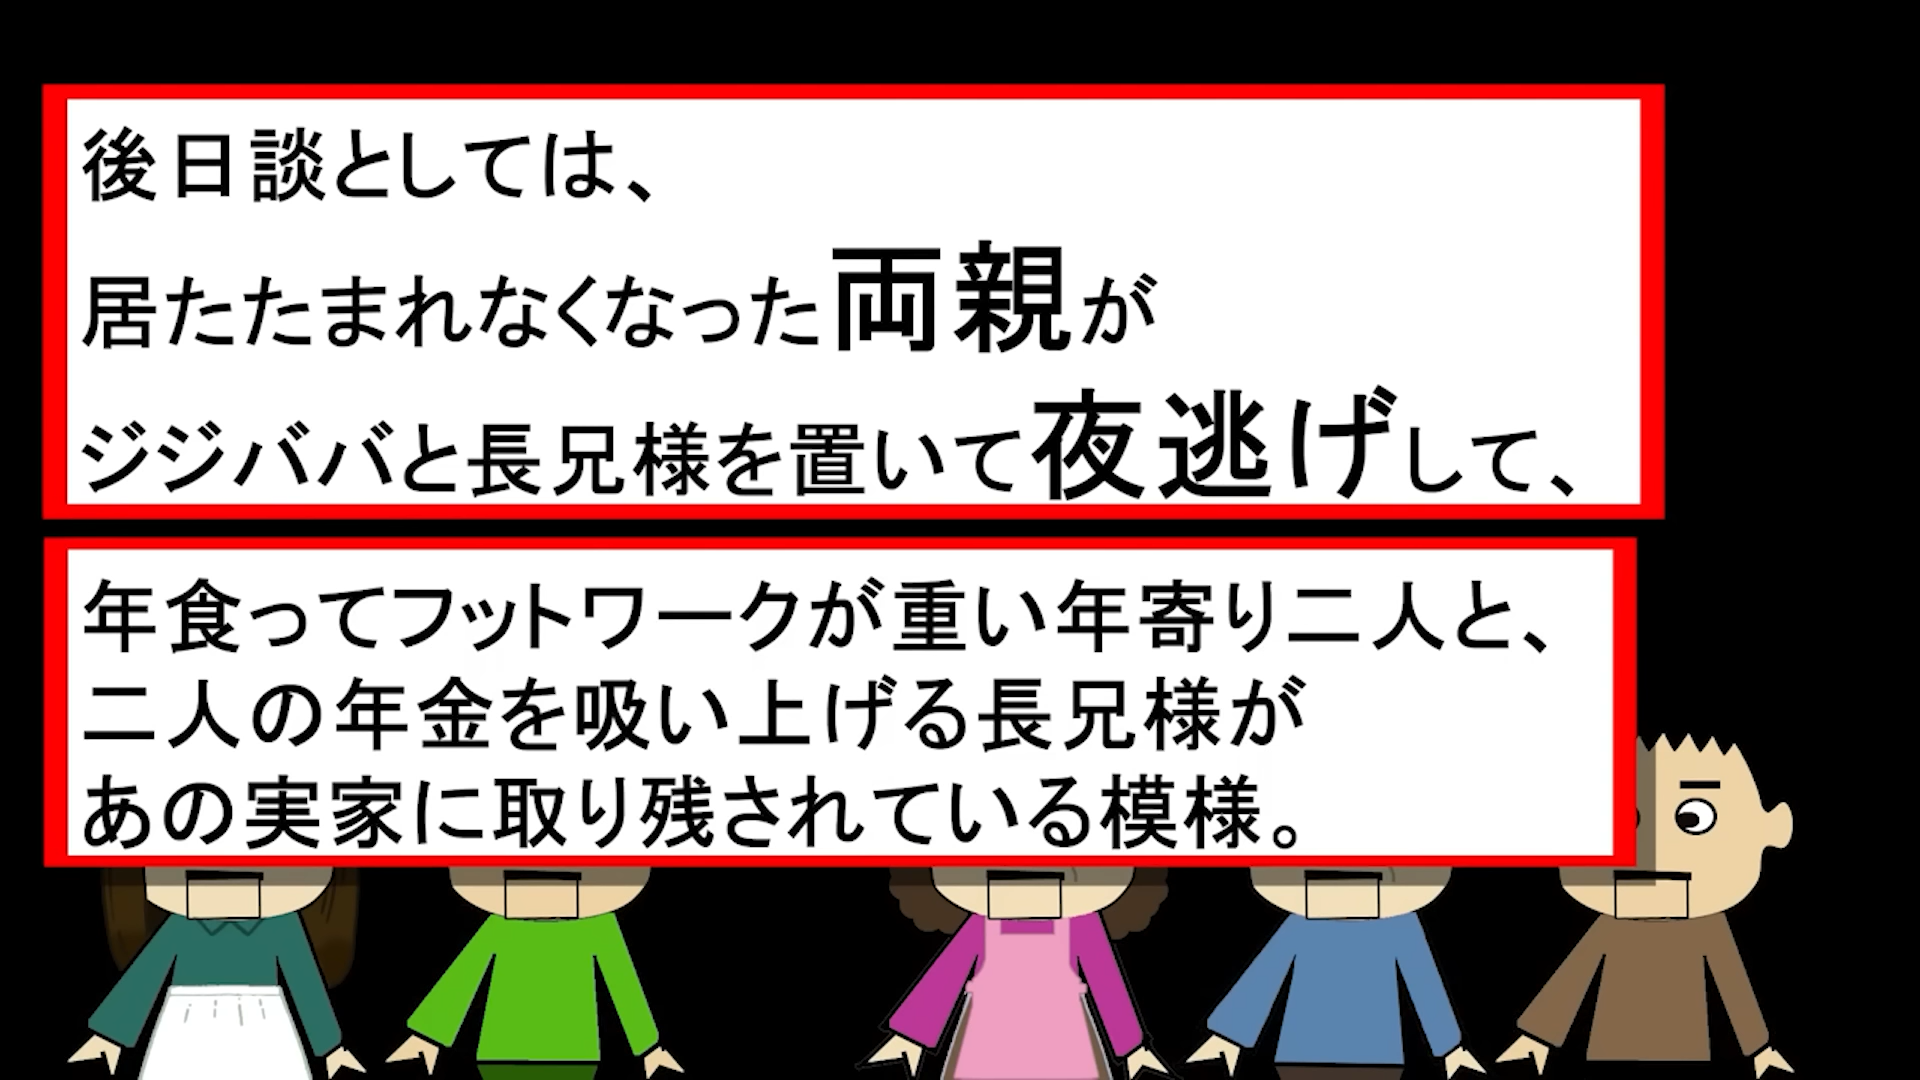 後日談としては、
居たたまれなくなった両親が
ジジババと長兄様を置いて夜逃げして、
年食ってフットワークが重い年寄り二人と、
二人の年金を吸い上げる長兄様が
あの実家に取り残されている模様。